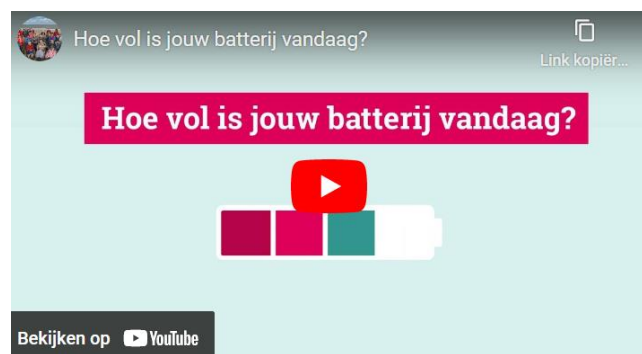 Hoe vol is jouw batterij vandaag?
Link kopiër...
Hoe vol is jouw batterij vandaag?
Bekijken op YouTube